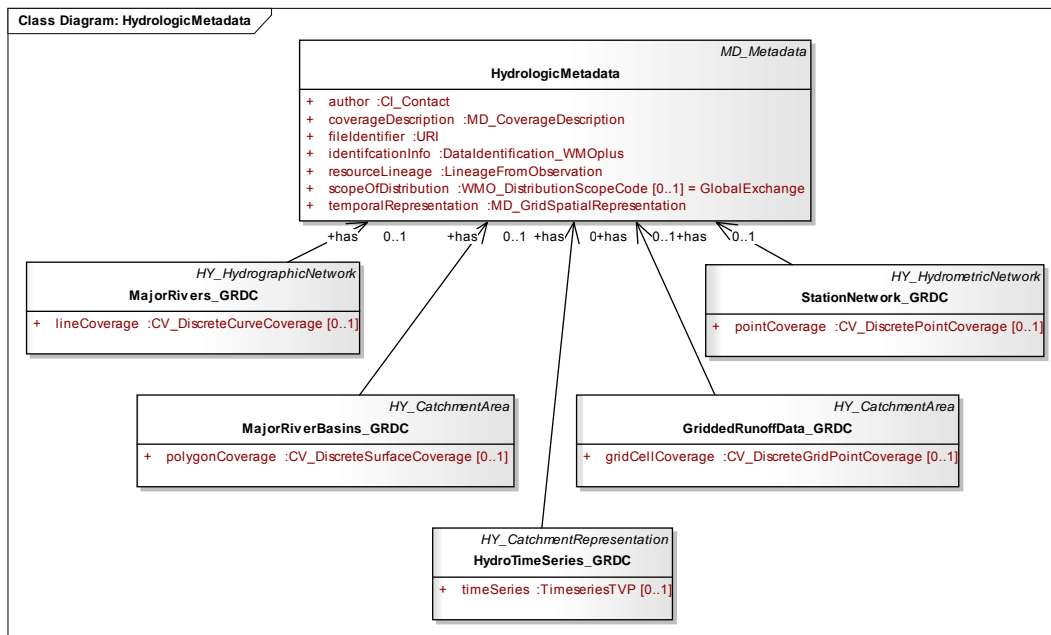 Class Diagram: HydrologicMetadata
MD_Metadata
HydrologicMetadata
+ author :CI_Contact
+ coverageDescription :MD_CoverageDescription
+ fileIdentifier :URI
+ identifcationInfo :DataIdentification_WMOplus
+ resourceLineage :LineageFromObservation
+ scopeOfDistribution :WMO_DistributionScopeCode [0..1] = GlobalExchange
+ temporalRepresentation :MD_GridSpatialRepresentation
+has 0..1 +has 0..1 +has 0+has 0..1+has 0..1
HY_HydrographicNetwork
MajorRivers_GRDC
+ lineCoverage :CV_DiscreteCurveCoverage [0..1]
HY_HydrometricNetwork
StationNetwork_GRDC
+ pointCoverage :CV_DiscretePointCoverage [0..1]
HY_CatchmentArea
MajorRiverBasins_GRDC
+ polygonCoverage :CV_DiscreteSurfaceCoverage [0..1]
HY_CatchmentArea
GriddedRunoffData_GRDC
+ gridCellCoverage :CV_DiscreteGridPointCoverage [0..1]
HY_CatchmentRepresentation
HydroTimeSeries_GRDC
+ timeSeries :TimeseriesTVP [0..1]